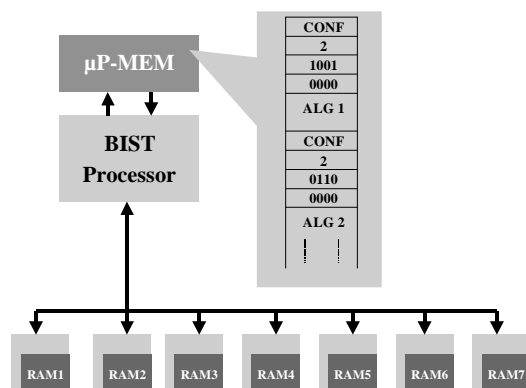 µP-MEM
BIST
Processor
CONF
2
1001
0000
ALG 1
CONF
2
0110
0000
ALG 2
RAM1
RAM2
RAM3
RAM4
RAM5
RAM6
RAM7